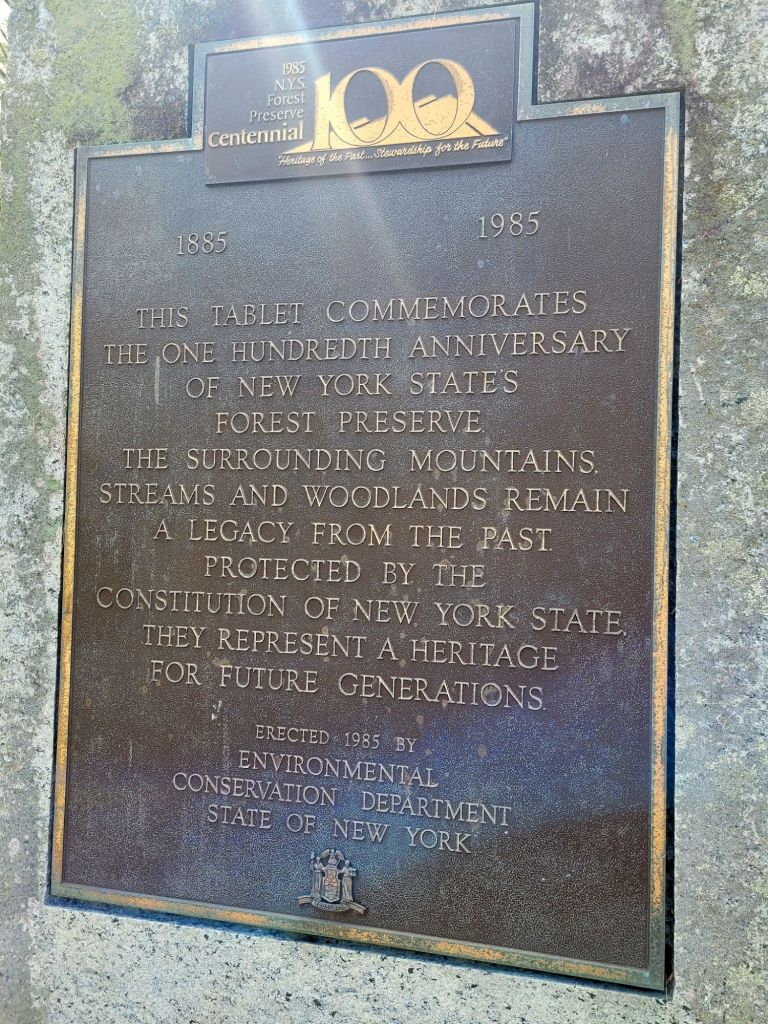 1985
N.Y.S.
Forest
Preserve
Centennial
100
"Heritage of the Past... Stewardship for the Future"
1885 1985
THIS TABLET COMMEMORATES
THE ONE HUNDREDTH ANNIVERSARY
OF NEW YORK STATE'S
FOREST PRESERVE.
THE SURROUNDING MOUNTAINS,
STREAMS AND WOODLANDS REMAIN
A LEGACY FROM THE PAST.
PROTECTED BY THE
CONSTITUTION OF NEW YORK STATE,
THEY REPRESENT A HERITAGE
FOR FUTURE GENERATIONS.
ERECTED 1985 BY
ENVIRONMENTAL
CONSERVATION DEPARTMENT
STATE OF NEW YORK